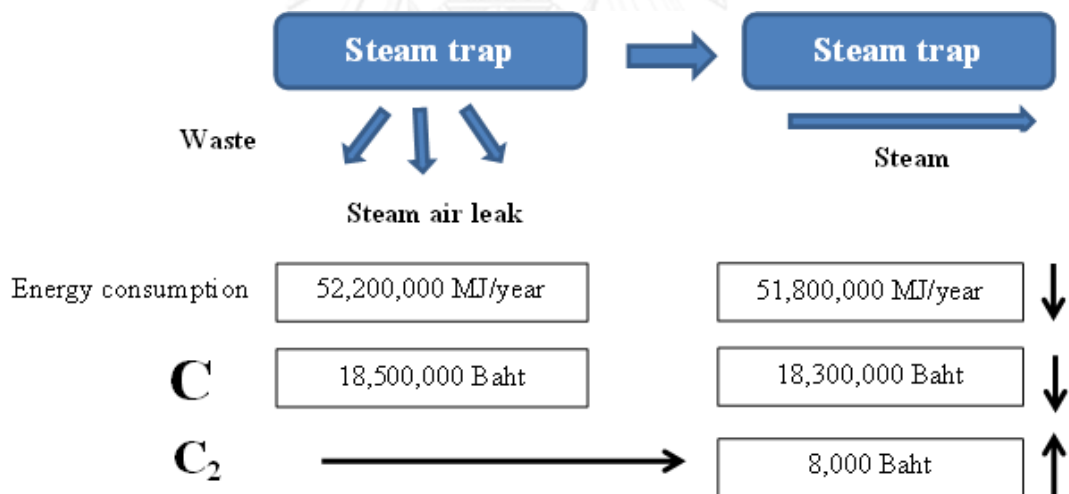 Steam trap
Steam trap
Waste
Steam
Steam air leak
Energy consumption
52,200,000 MJ/year
51,800,000 MJ/year
C
18,500,000 Baht
18,300,000 Baht
C₂
8,000 Baht